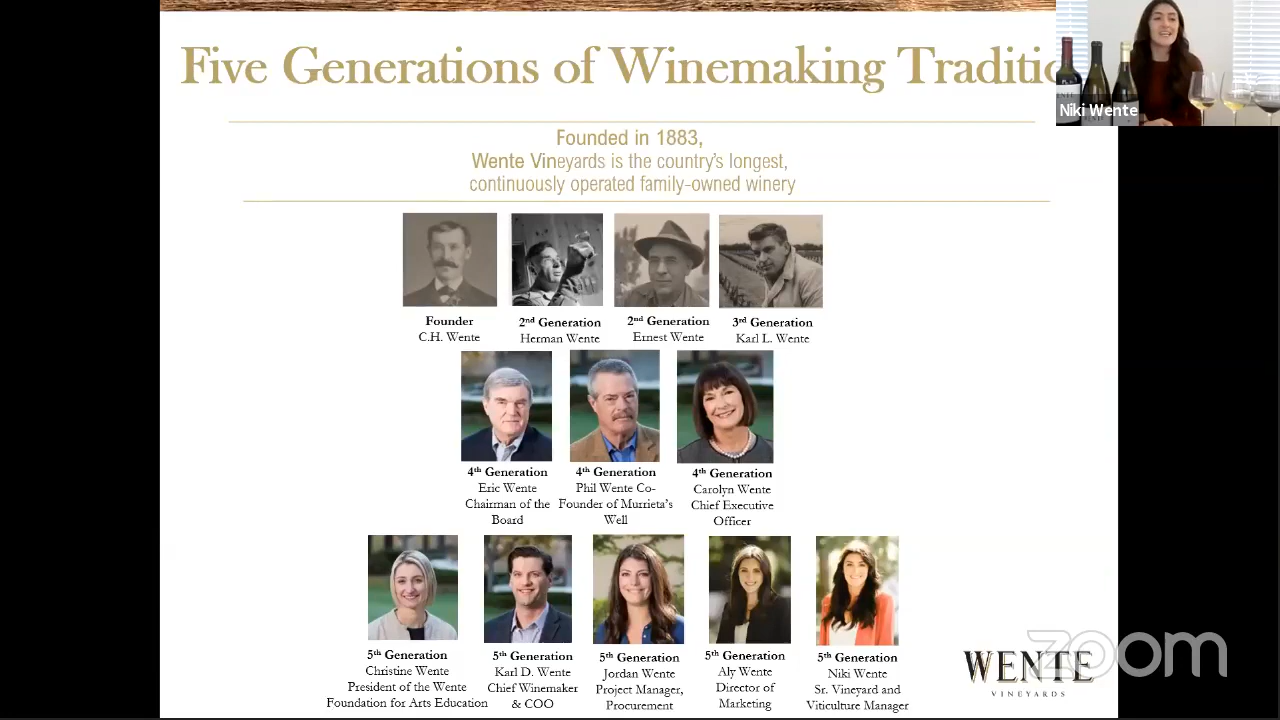 Five Generations of Winemaking Traditio
Niki Wente
Founded in 1883,
Wente Vineyards is the country's longest,
continuously operated family-owned winery
Founder
C.H. Wente
2nd Generation
Herman Wente
2nd Generation
Ernest Wente
3rd Generation
Karl L. Wente
4th Generation
Eric Wente
Chairman of the
Board
4th Generation
Phil Wente Co-
Founder of Murrieta's
Well
4th Generation
Carolyn Wente
Chief Executive
Officer
5th Generation
Christine Wente
President of the Wente
Foundation for Arts Education
5th Generation
Karl D. Wente
Chief Winemaker
& COO
5th Generation
Jordan Wente
Project Manager,
Procurement
5th Generation
Aly Wente
Director of
Marketing
5th Generation
Niki Wente
Sr. Vineyard and
Viticulture Manager
WENTE
VINEYARDS
zoom